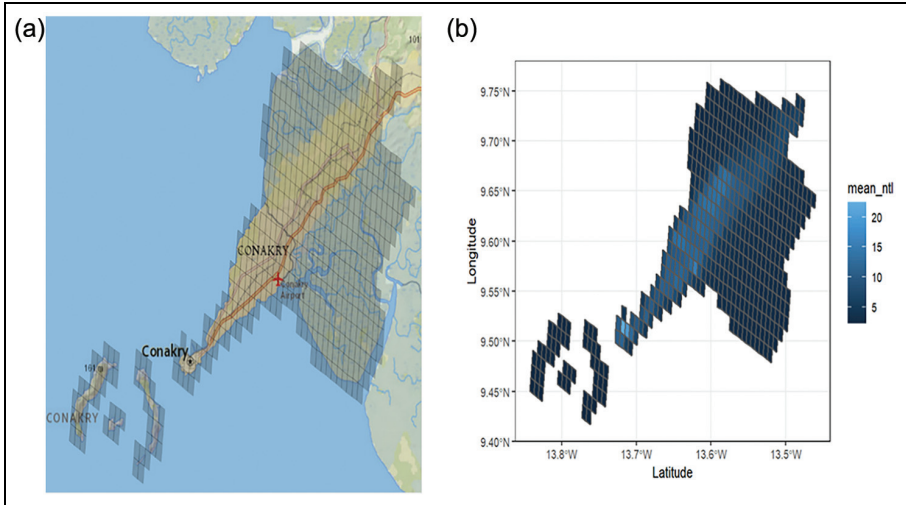 (a)
101
CONAKRY
Conakry
Airport
Conakry
161 m
CONAKRY
(b)
9.75°N
9.70°N
9.65°N
9.60°N
9.55°N
9.50°N
9.45°N
9.40°N
Longitude
13.8°W
13.7°W
13.6°W
13.5°W
Latitude
mean_ntl
20
15
10
5